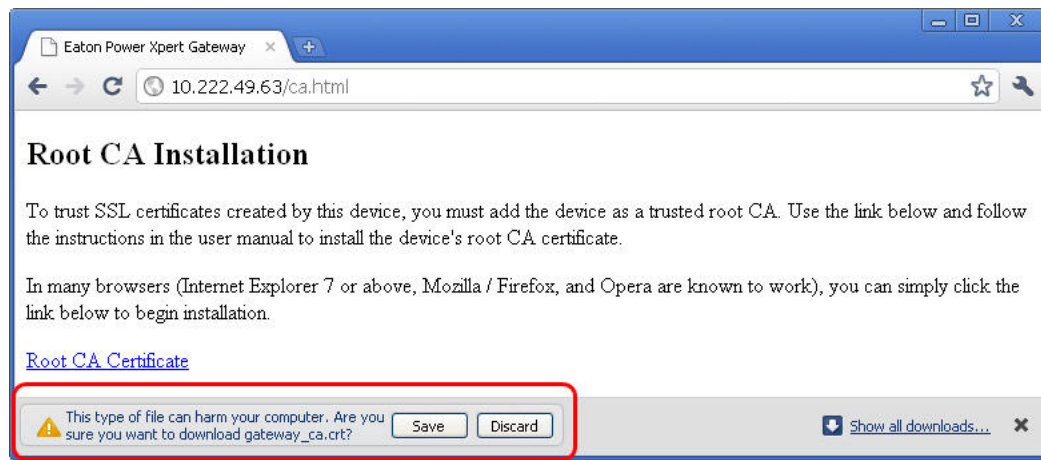 Eaton Power Xpert Gateway
10.222.49.63/ca.html
Root CA Installation
To trust SSL certificates created by this device, you must add the device as a trusted root CA. Use the link below and follow
the instructions in the user manual to install the device's root CA certificate.
In many browsers (Internet Explorer 7 or above, Mozilla / Firefox, and Opera are known to work), you can simply click the
link below to begin installation.
Root CA Certificate
This type of file can harm your computer. Are you
sure you want to download gateway_ca.crt?
Save
Discard
Show all downloads...